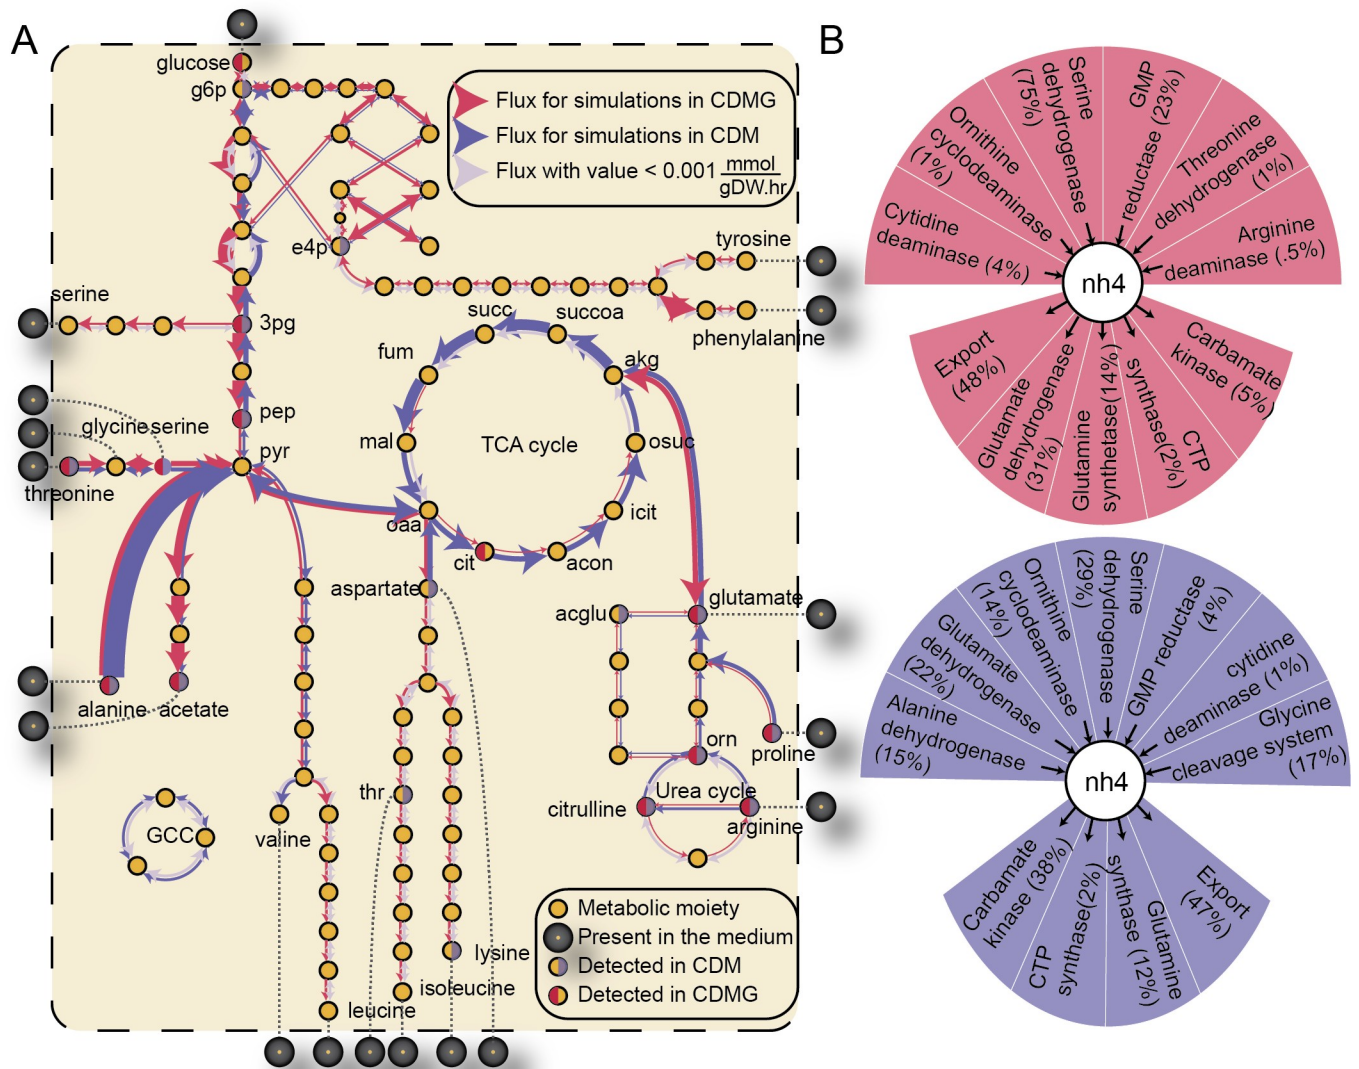 A
B
glucose
g6p
Flux for simulations in CDMG
Flux for simulations in CDM
Flux with value < 0.001 mmol
gDW.hr
e4p
tyrosine
phenylalanine
serine
3pg
pep
pyr
glycine
serine
threonine
succ
succoa
fum
akg
mal
TCA cycle
osuc
oaa
icit
cit
acon
aspartate
acglu
glutamate
alanine
acetate
orn
proline
Urea cycle
citrulline
arginine
thr
GCC
valine
lysine
isoleucine
leucine
Metabolic moiety
Present in the medium
Detected in CDM
Detected in CDMG
Cytidine
deaminase (4%)
Ornithine
cyclodeaminase
(1%)
Serine
dehydrogenase
(75%)
GMP
reductase (23%)
Threonine
dehydrogenase
(1%)
Arginine
deaminase (.5%)
nh4
Export
(48%)
Glutamate
dehydrogenase
(31%)
Glutamine
synthetase(14%)
CTP
synthase(2%)
Carbamate
kinase (5%)
Alanine
dehydrogenase
(15%)
Glutamate
dehydrogenase
(22%)
Ornithine
cyclodeaminase
(14%)
Serine
dehydrogenase
(29%)
GMP reductase
(4%)
cytidine
deaminase (1%)
Glycine
cleavage system
(17%)
nh4
Carbamate
kinase (38%)
CTP
synthase(2%)
Glutamine
synthase (12%)
Export
(47%)